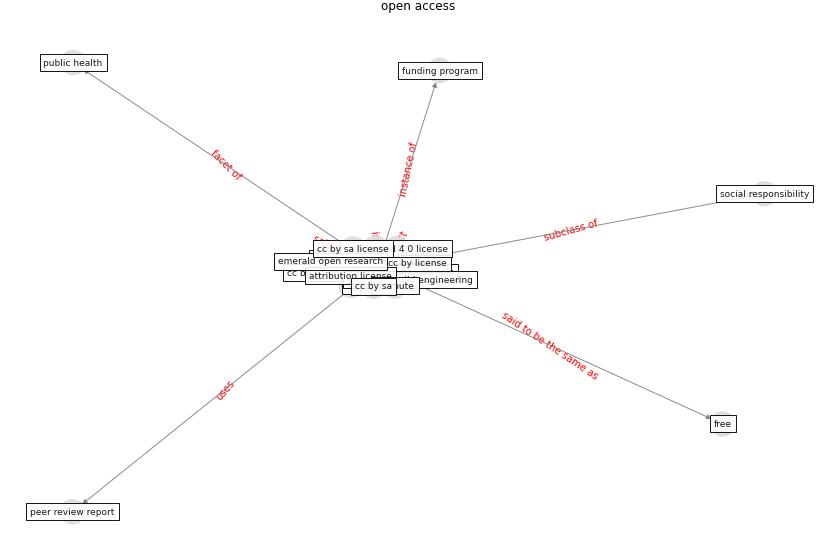 open access
public health
funding program
facet of
instance of
social responsibility
subclass of
cc by sa license
4 0 license
emerald open research
cc by license
attribution license
engineering
cc by sa
said to be the same as
uses
free
peer review report